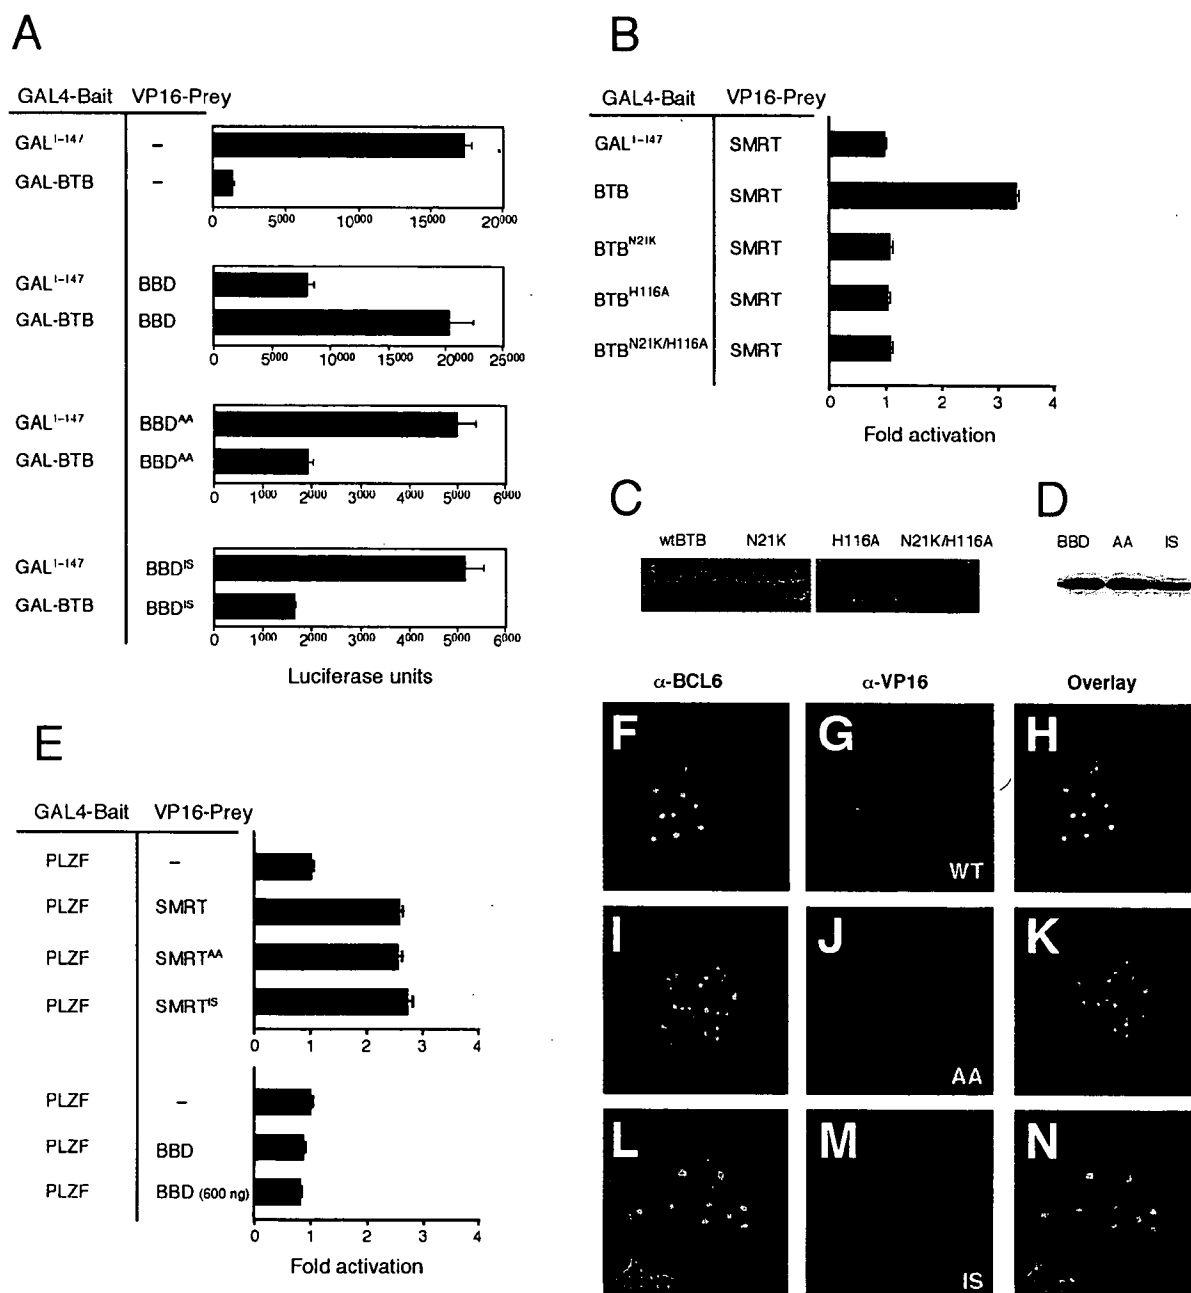 A
GAL4-Bait VP16-Prey
GAL1-147 –
GAL-BTB –
0 5000 10000 15000 20000
GAL1-147 BBD
GAL-BTB BBD
0 5000 10000 15000 20000 25000
GAL1-147 BBDAA
GAL-BTB BBDAA
0 1000 2000 3000 4000 5000 6000
GAL1-147 BBDIS
GAL-BTB BBDIS
0 1000 2000 3000 4000 5000 6000
Luciferase units
B
GAL4-Bait VP16-Prey
GAL1-147 SMRT
BTB SMRT
BTBN21K SMRT
BTBH116A SMRT
BTBN21K/H116A SMRT
0 1 2 3 4
Fold activation
C
wtBTB N21K H116A N21K/H116A
D
BBD AA IS
E
GAL4-Bait VP16-Prey
PLZF –
PLZF SMRT
PLZF SMRTAA
PLZF SMRTIS
0 1 2 3 4
PLZF –
PLZF BBD
PLZF BBD (600 ng)
0 1 2 3 4
Fold activation
α-BCL6 α-VP16 Overlay
F G H
WT
I J K
AA
L M N
IS